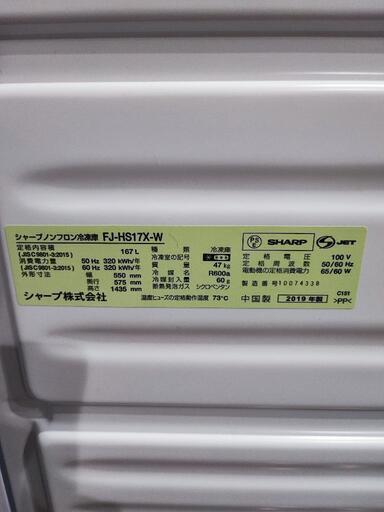 シャープノンフロン冷凍庫 FJ-HS17X-W
定格内容積 167 L
(JIS C 9801-3:2015)
消費電力量 50 Hz 320 kWh/年
(JIS C 9801-3:2015) 60 Hz 320 kWh/年
外形寸法 幅 550 mm
奥行 575 mm
高さ 1435 mm
シャープ株式会社
種類 冷凍庫
冷凍室の記号
質量 47 kg
冷媒 R600a
冷媒封入量 60 g
断熱発泡ガス シクロペンタン
温度ヒューズの定格動作温度 73℃
PS
E
SHARP
JET
定格電圧 100 V
定格周波数 50/60 Hz
電動機の定格消費電力 65/60 W
製造番号 10074338
中国製 2019年製
C1S1
>PP<